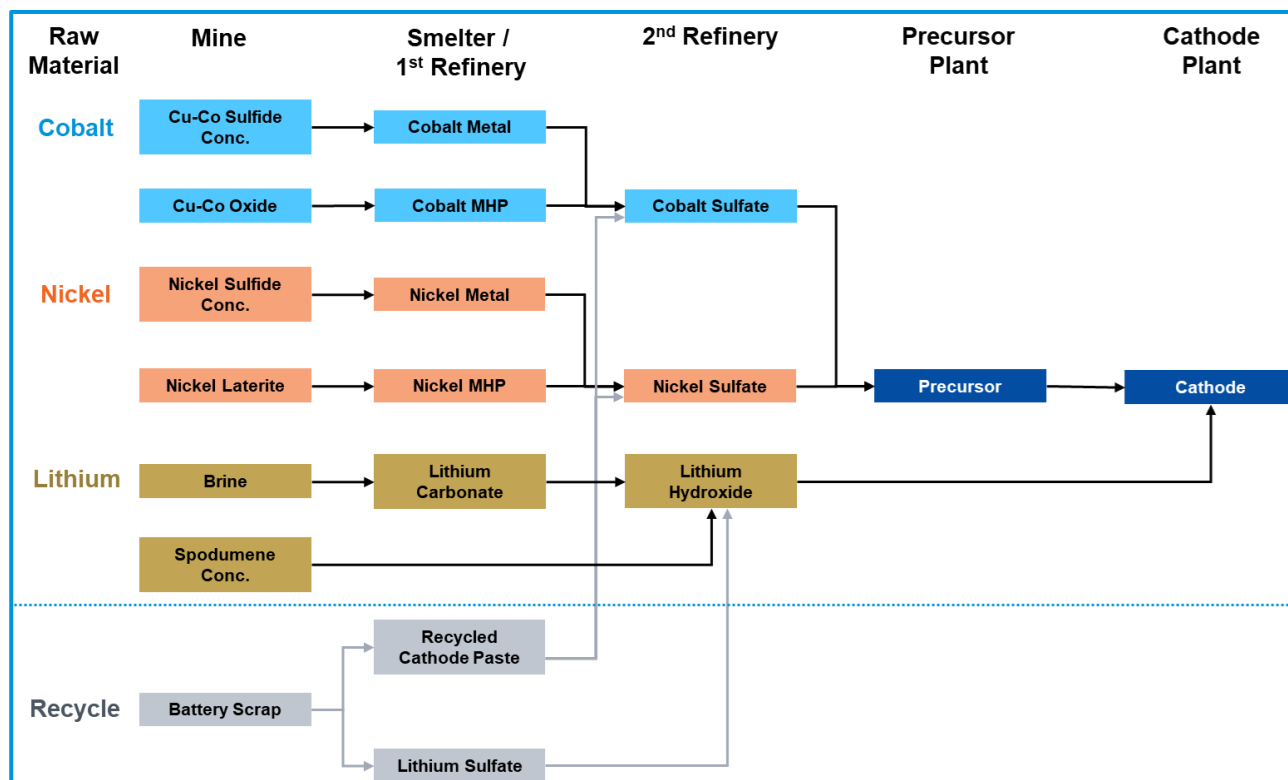 Raw
Material
Mine
Smelter /
1st Refinery
2nd Refinery
Precursor
Plant
Cathode
Plant
Cobalt
Cu-Co Sulfide
Conc.
Cobalt Metal
Cu-Co Oxide
Cobalt MHP
Cobalt Sulfate
Nickel
Nickel Sulfide
Conc.
Nickel Metal
Nickel Laterite
Nickel MHP
Nickel Sulfate
Precursor
Cathode
Lithium
Brine
Lithium
Carbonate
Lithium
Hydroxide
Spodumene
Conc.
Recycle
Battery Scrap
Recycled
Cathode Paste
Lithium Sulfate